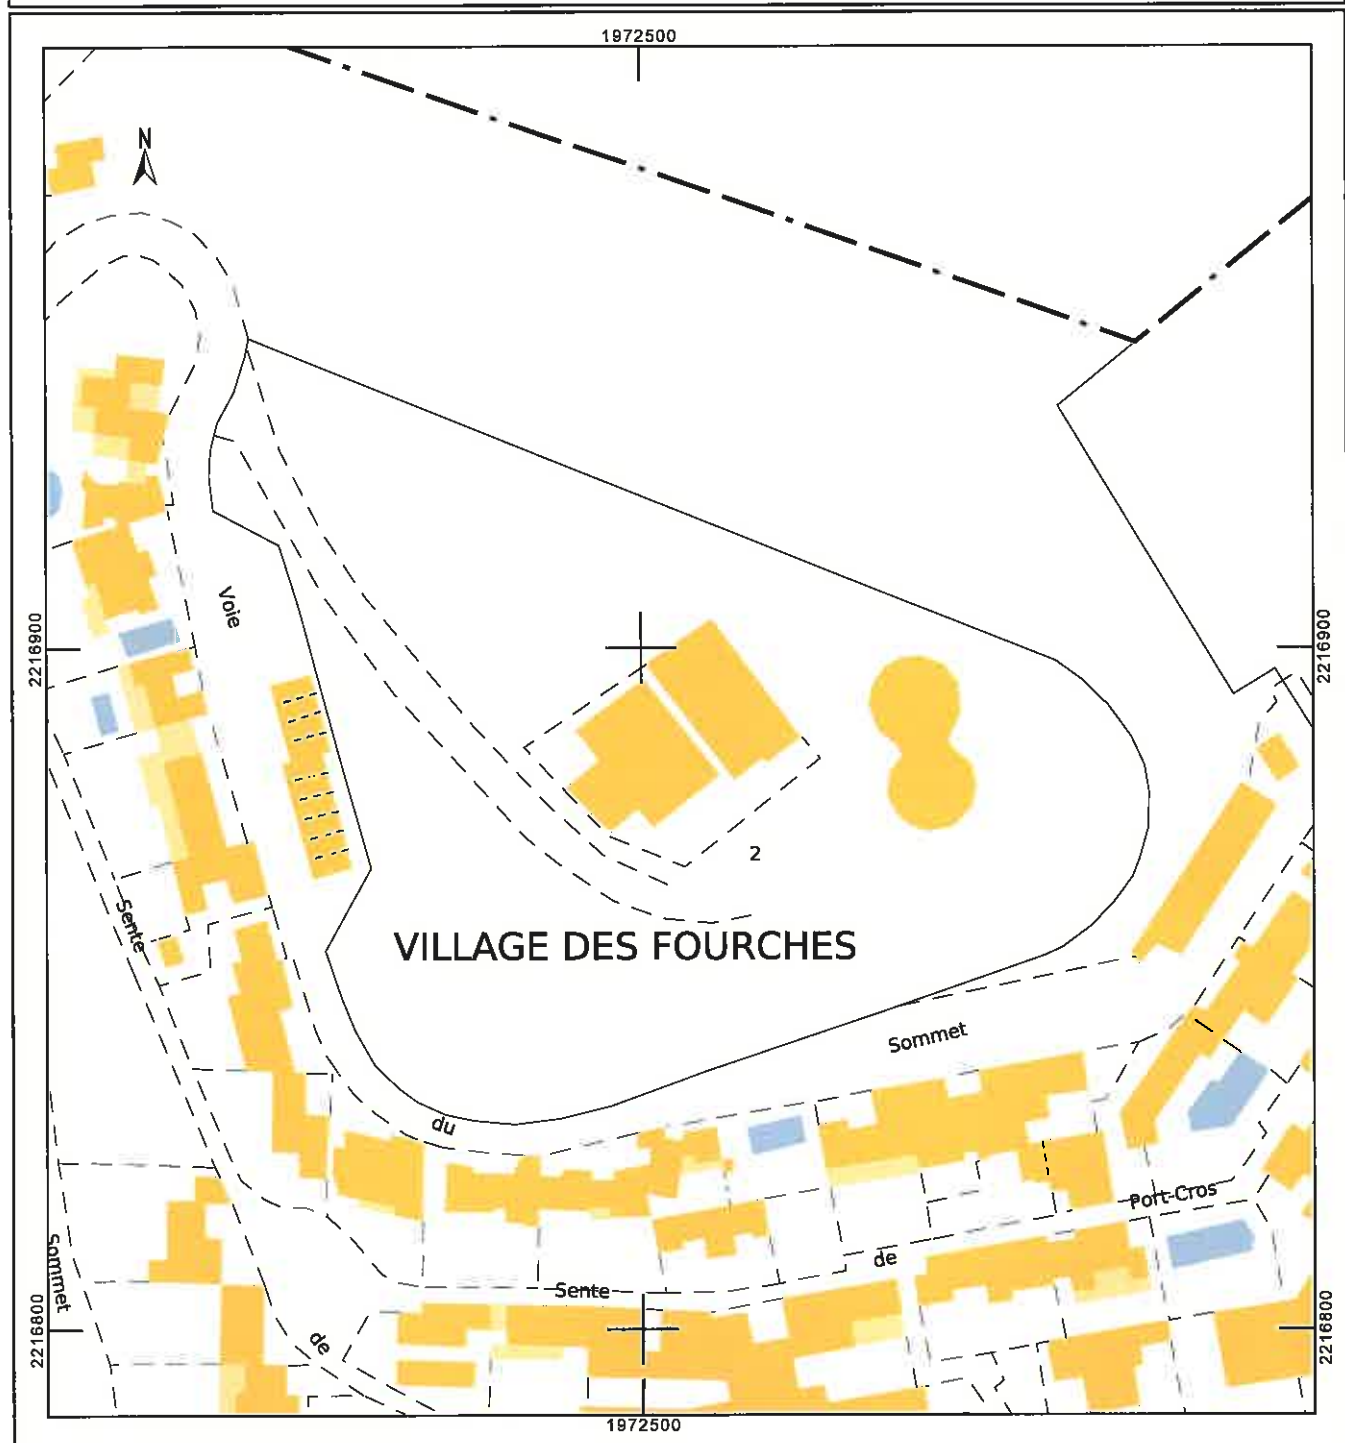 1972500
N
2216900
2216900
Voie
2
Sente
VILLAGE DES FOURCHES
Sommet
du
Port-Cros
de
Sommet
Sente
de
2216800
2216800
1972500